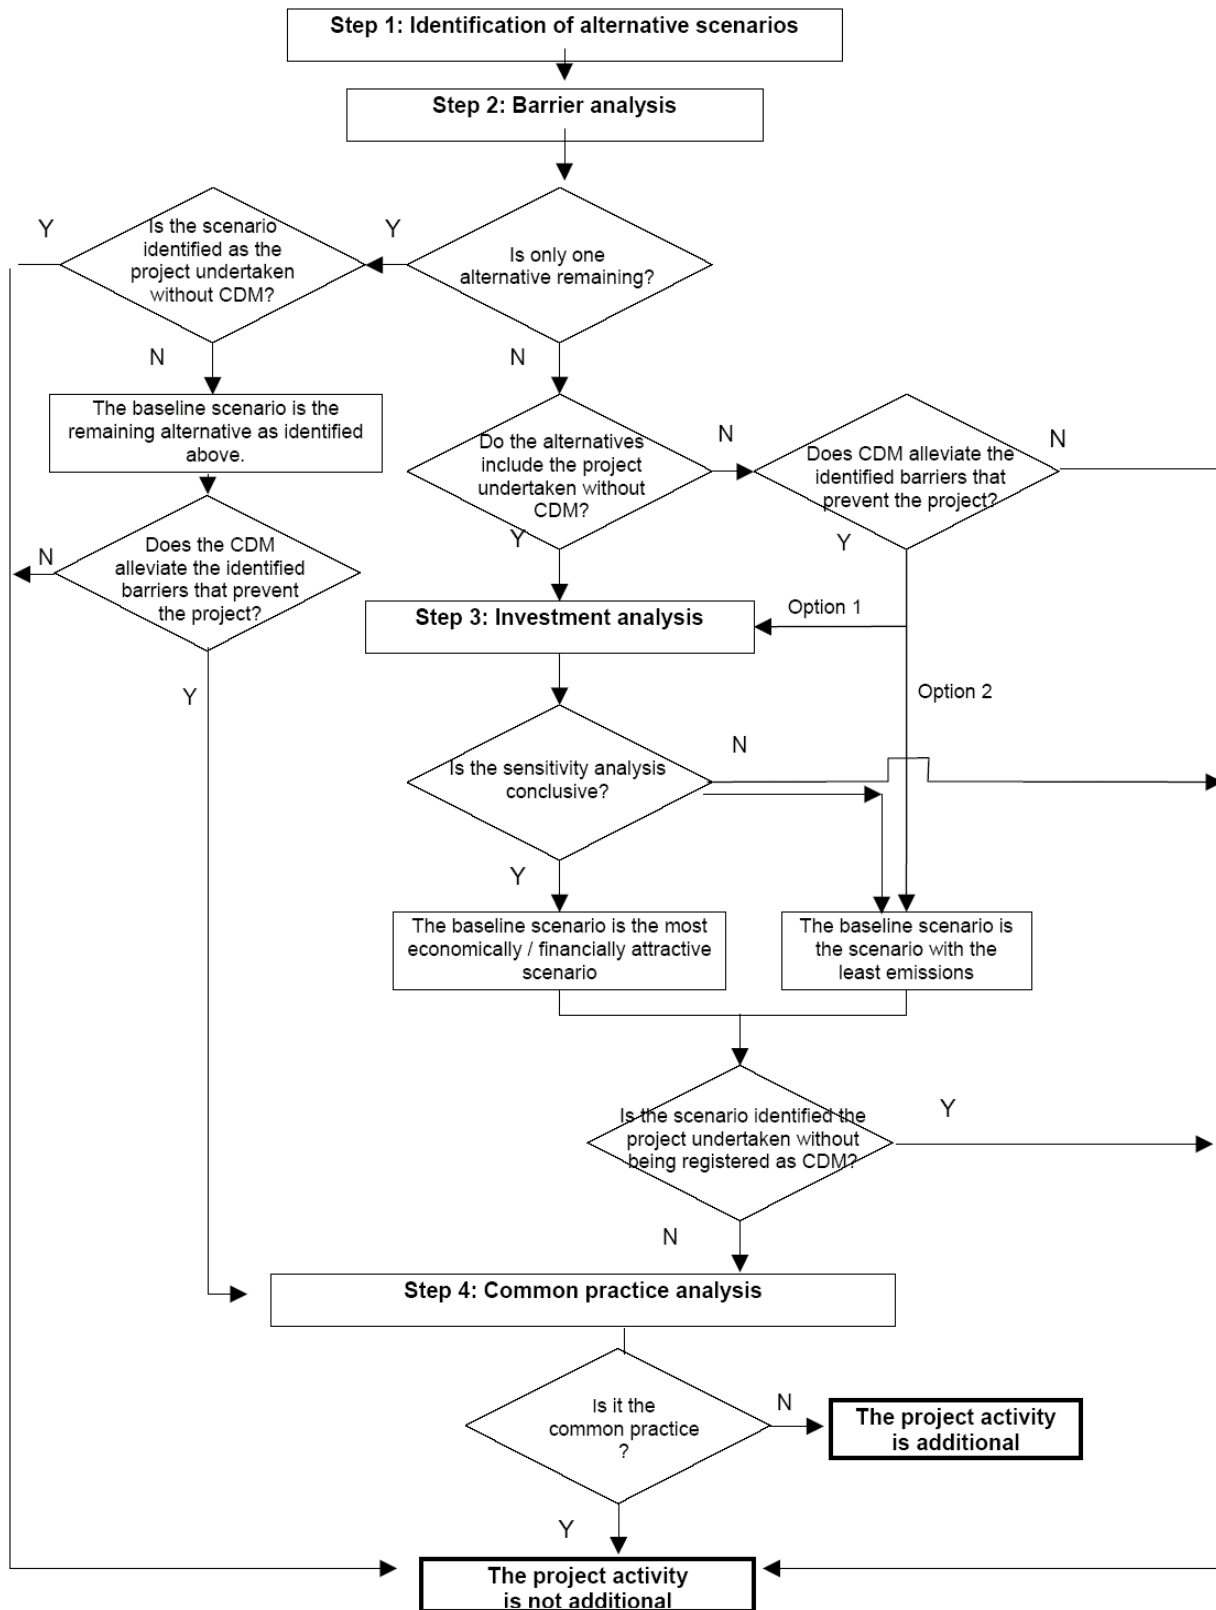 Step 1: Identification of alternative scenarios
Step 2: Barrier analysis
Y
Is the scenario
identified as the
project undertaken
without CDM?
Y
Is only one
alternative remaining?
N
N
The baseline scenario is the
remaining alternative as identified
above.
Do the alternatives
include the project
undertaken without
CDM?
N
Does CDM alleviate the
identified barriers that
prevent the project?
N
Y
Y
N
Does the CDM
alleviate the identified
barriers that prevent
the project?
Y
Step 3: Investment analysis
Option 1
Option 2
Is the sensitivity analysis
conclusive?
N
Y
The baseline scenario is the most
economically / financially attractive
scenario
The baseline scenario is
the scenario with the
least emissions
Is the scenario identified the
project undertaken without
being registered as CDM?
Y
N
Step 4: Common practice analysis
Is it the
common practice
?
N
The project activity
is additional
Y
The project activity
is not additional